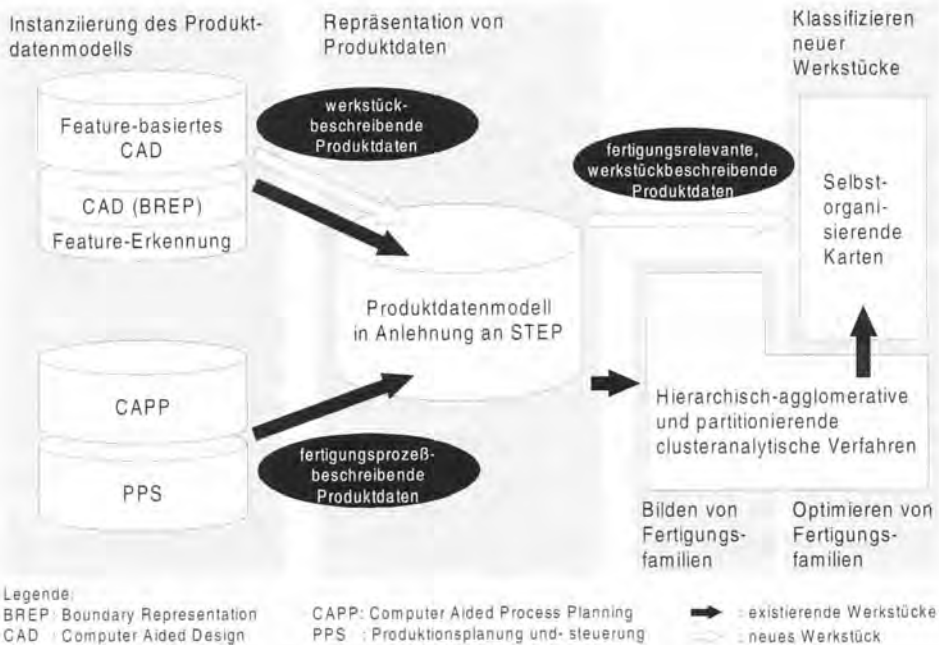 Instanziierung des Produkt-
datenmodells
Repräsentation von
Produktdaten
Klassifizieren
neuer
Werkstücke
Feature-basiertes
CAD
CAD (BREP)
Feature-Erkennung
werkstück-
beschreibende
Produktdaten
fertigungsrelevante,
werkstückbeschreibende
Produktdaten
Selbst-
organi-
sierende
Karten
Produktdatenmodell
in Anlehnung an STEP
CAPP
PPS
fertigungsprozeß-
beschreibende
Produktdaten
Hierarchisch-agglomerative
und partitionierende
clusteranalytische Verfahren
Bilden von
Fertigungs-
familien
Optimieren von
Fertigungs-
familien
Legende:
BREP : Boundary Representation
CAD : Computer Aided Design
CAPP: Computer Aided Process Planning
PPS : Produktionsplanung und- steuerung
: existierende Werkstücke
: neues Werkstück